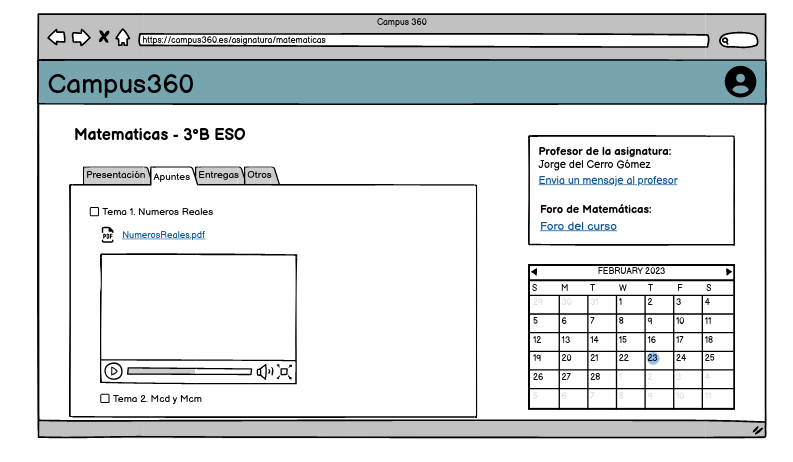 Campus 360
https://campus360.es/asignatura/matematicas
Campus360
Matematicas - 3ºB ESO
Presentación Apuntes Entregas Otros
Tema 1. Numeros Reales
PDF NumerosReales.pdf
Tema 2. Mcd y Mcm
Profesor de la asignatura:
Jorge del Cerro Gómez
Envia un mensaje al profesor
Foro de Matemáticas:
Foro del curso
FEBRUARY 2023
S M T W T F S
29 30 31 1 2 3 4
5 6 7 8 9 10 11
12 13 14 15 16 17 18
19 20 21 22 23 24 25
26 27 28 1 2 3 4
5 6 7 8 9 10 11